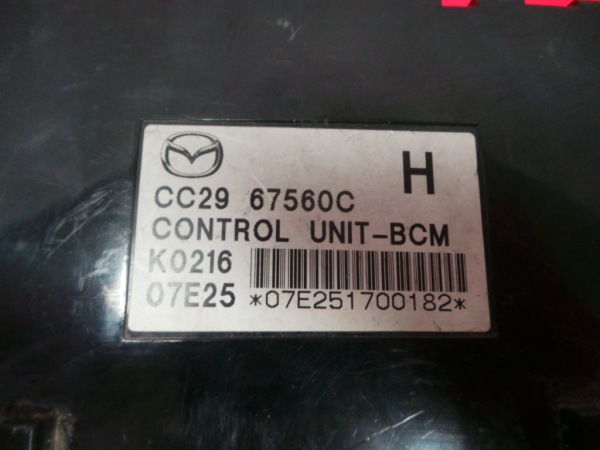 H
CC29 67560C
CONTROL UNIT-BCM
K0216
07E25 *07E251700182*